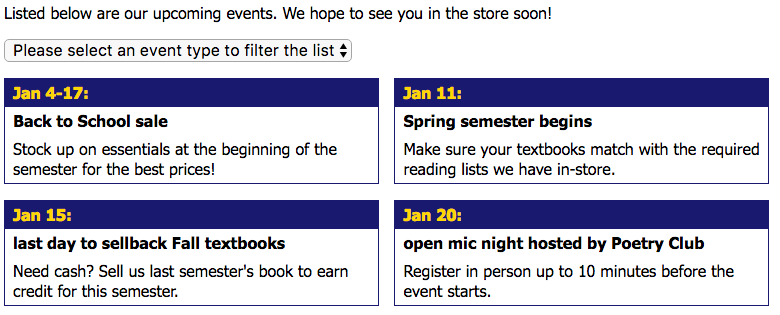 Listed below are our upcoming events. We hope to see you in the store soon!
Please select an event type to filter the list
Jan 4-17:
Back to School sale
Stock up on essentials at the beginning of the
semester for the best prices!
Jan 11:
Spring semester begins
Make sure your textbooks match with the required
reading lists we have in-store.
Jan 15:
last day to sellback Fall textbooks
Need cash? Sell us last semester's book to earn
credit for this semester.
Jan 20:
open mic night hosted by Poetry Club
Register in person up to 10 minutes before the
event starts.